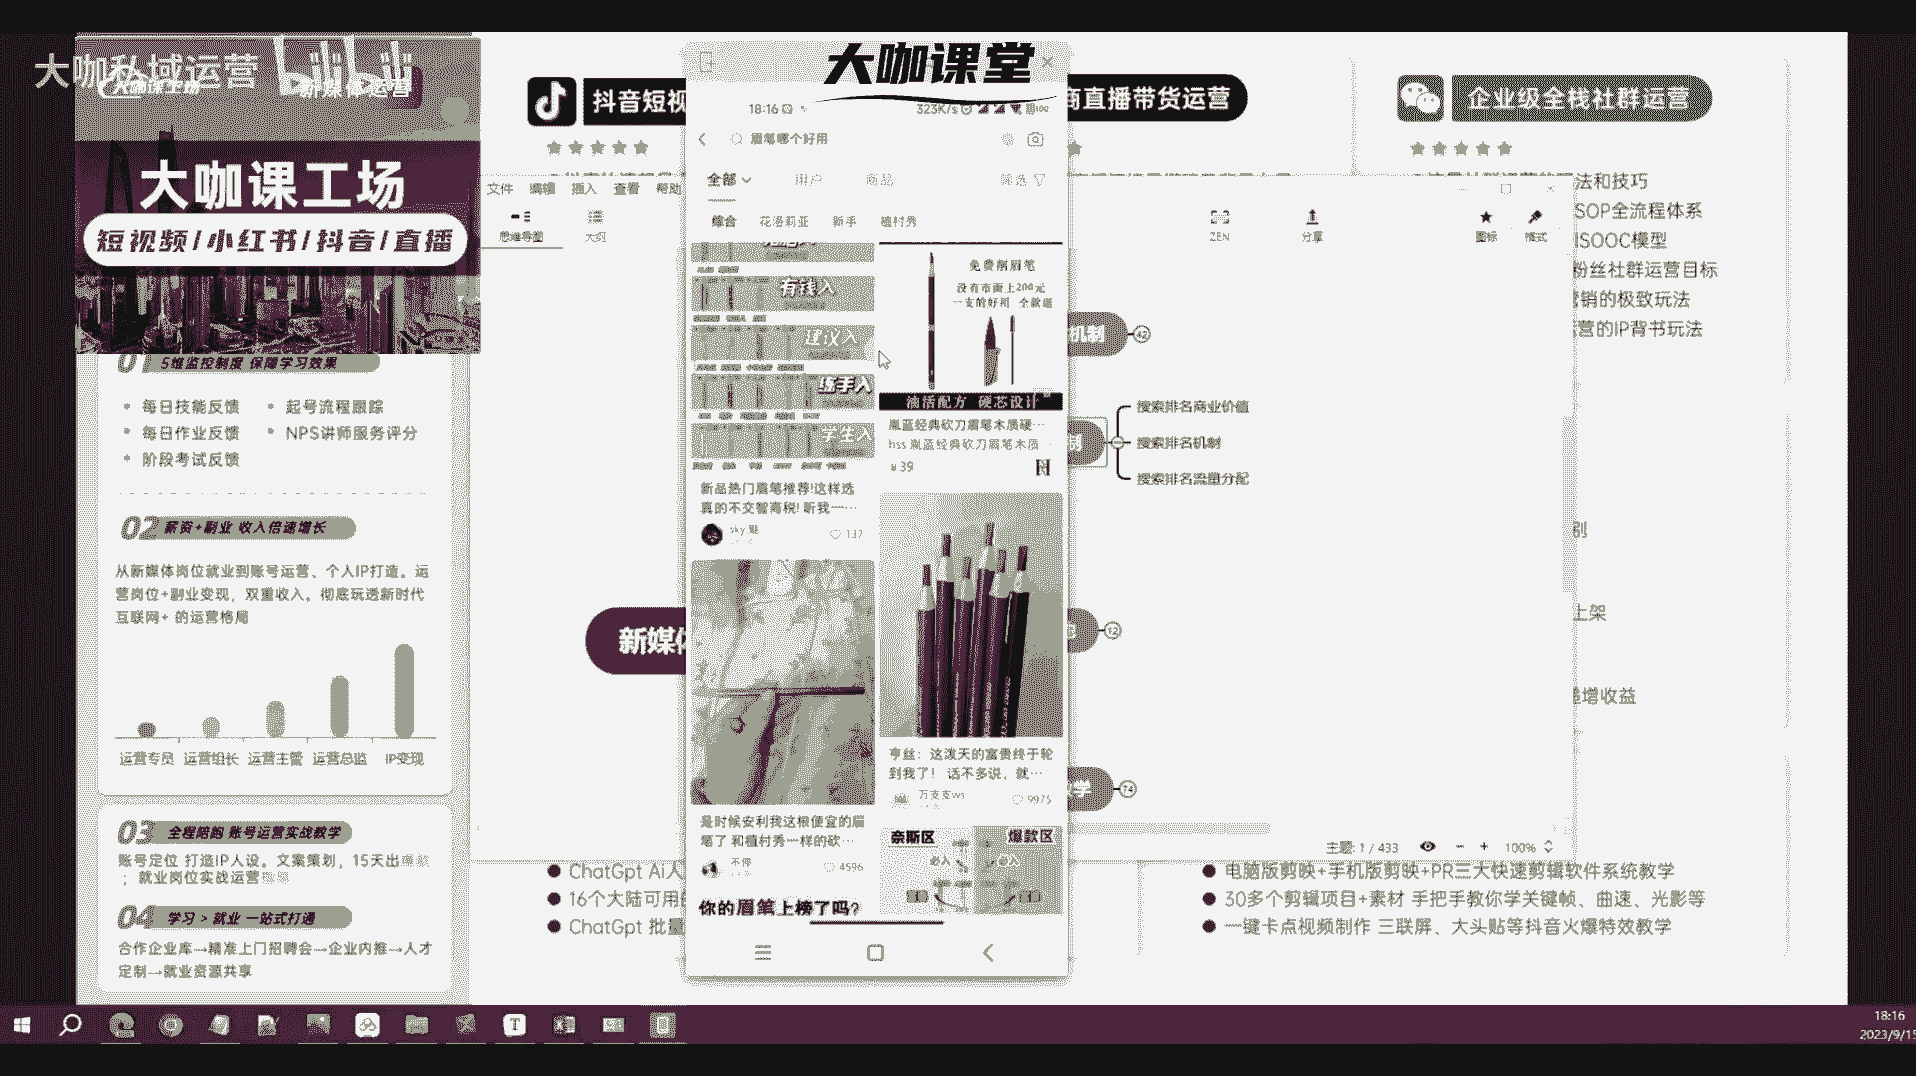 大咖私域运营
大咖课工场
新媒体运营
大咖课工场
短视频/小红书/抖音/直播
01 5维监控制度 保障学习效果
每日技能反馈
起号流程跟踪
每日作业反馈
NPS讲师服务评分
阶段考试反馈
02 薪资+副业 收入倍速增长
从新媒体岗位就业到账号运营、个人IP打造。运
营岗位+副业变现，双重收入。彻底玩透新时代
互联网+ 的运营格局
运营专员 运营组长 运营主管 运营总监 IP变现
03 全程陪跑 账号运营实战教学
账号定位 打造IP人设。文案策划，15天出
；就业岗位实战运营
04 学习 > 就业 一站式打通
合作企业库→精准上门招聘会→企业内推→人才
定制→就业资源共享
抖音短视
商直播带货运营
企业级全栈社群运营
法和技巧
SOP全流程体系
ISOOC模型
粉丝社群运营目标
营销的极致玩法
运营的IP背书玩法
文件 编辑 插入 查看 帮助
思维导图 大纲
ZEN 分享 图标 格式
新媒体
机制 42
制
搜索排名商业价值
搜索排名机制
搜索排名流量分配
12
教学 74
别
上架
递增收益
主题: 1 / 433
100%
大咖课堂
18:16
323K/s
100
眉笔哪个好用
全部 用户 商品 筛选
综合 花洛莉亚 新手 植村秀
有钱入
建议入
练手入
学生入
新品热门眉笔推荐!这样选
真的不交智商税! 听我一…
sky
137
是时候安利我这根便宜的眉
笔了 和植村秀一样的砍…
不停
4596
你的眉笔上榜了吗?
免费削眉笔
没有市面上200元
一支的好用 全额退
油活配方 硬芯设计
胤蓝经典砍刀眉笔木质硬…
hss 胤蓝经典砍刀眉笔木质
¥39
亨丝：这泼天的富贵终于轮
到我了！ 话不多说，就…
万支支ws
9975
奈斯区
爆款区
必入
ChatGpt AI人
16个大陆可用的
ChatGpt 批量
电脑版剪映+手机版剪映+PR三大快速剪辑软件系统教学
30多个剪辑项目+素材 手把手教你学关键帧、曲速、光影等
一键卡点视频制作 三联屏、大头贴等抖音火爆特效教学
18:16
2023/9/15